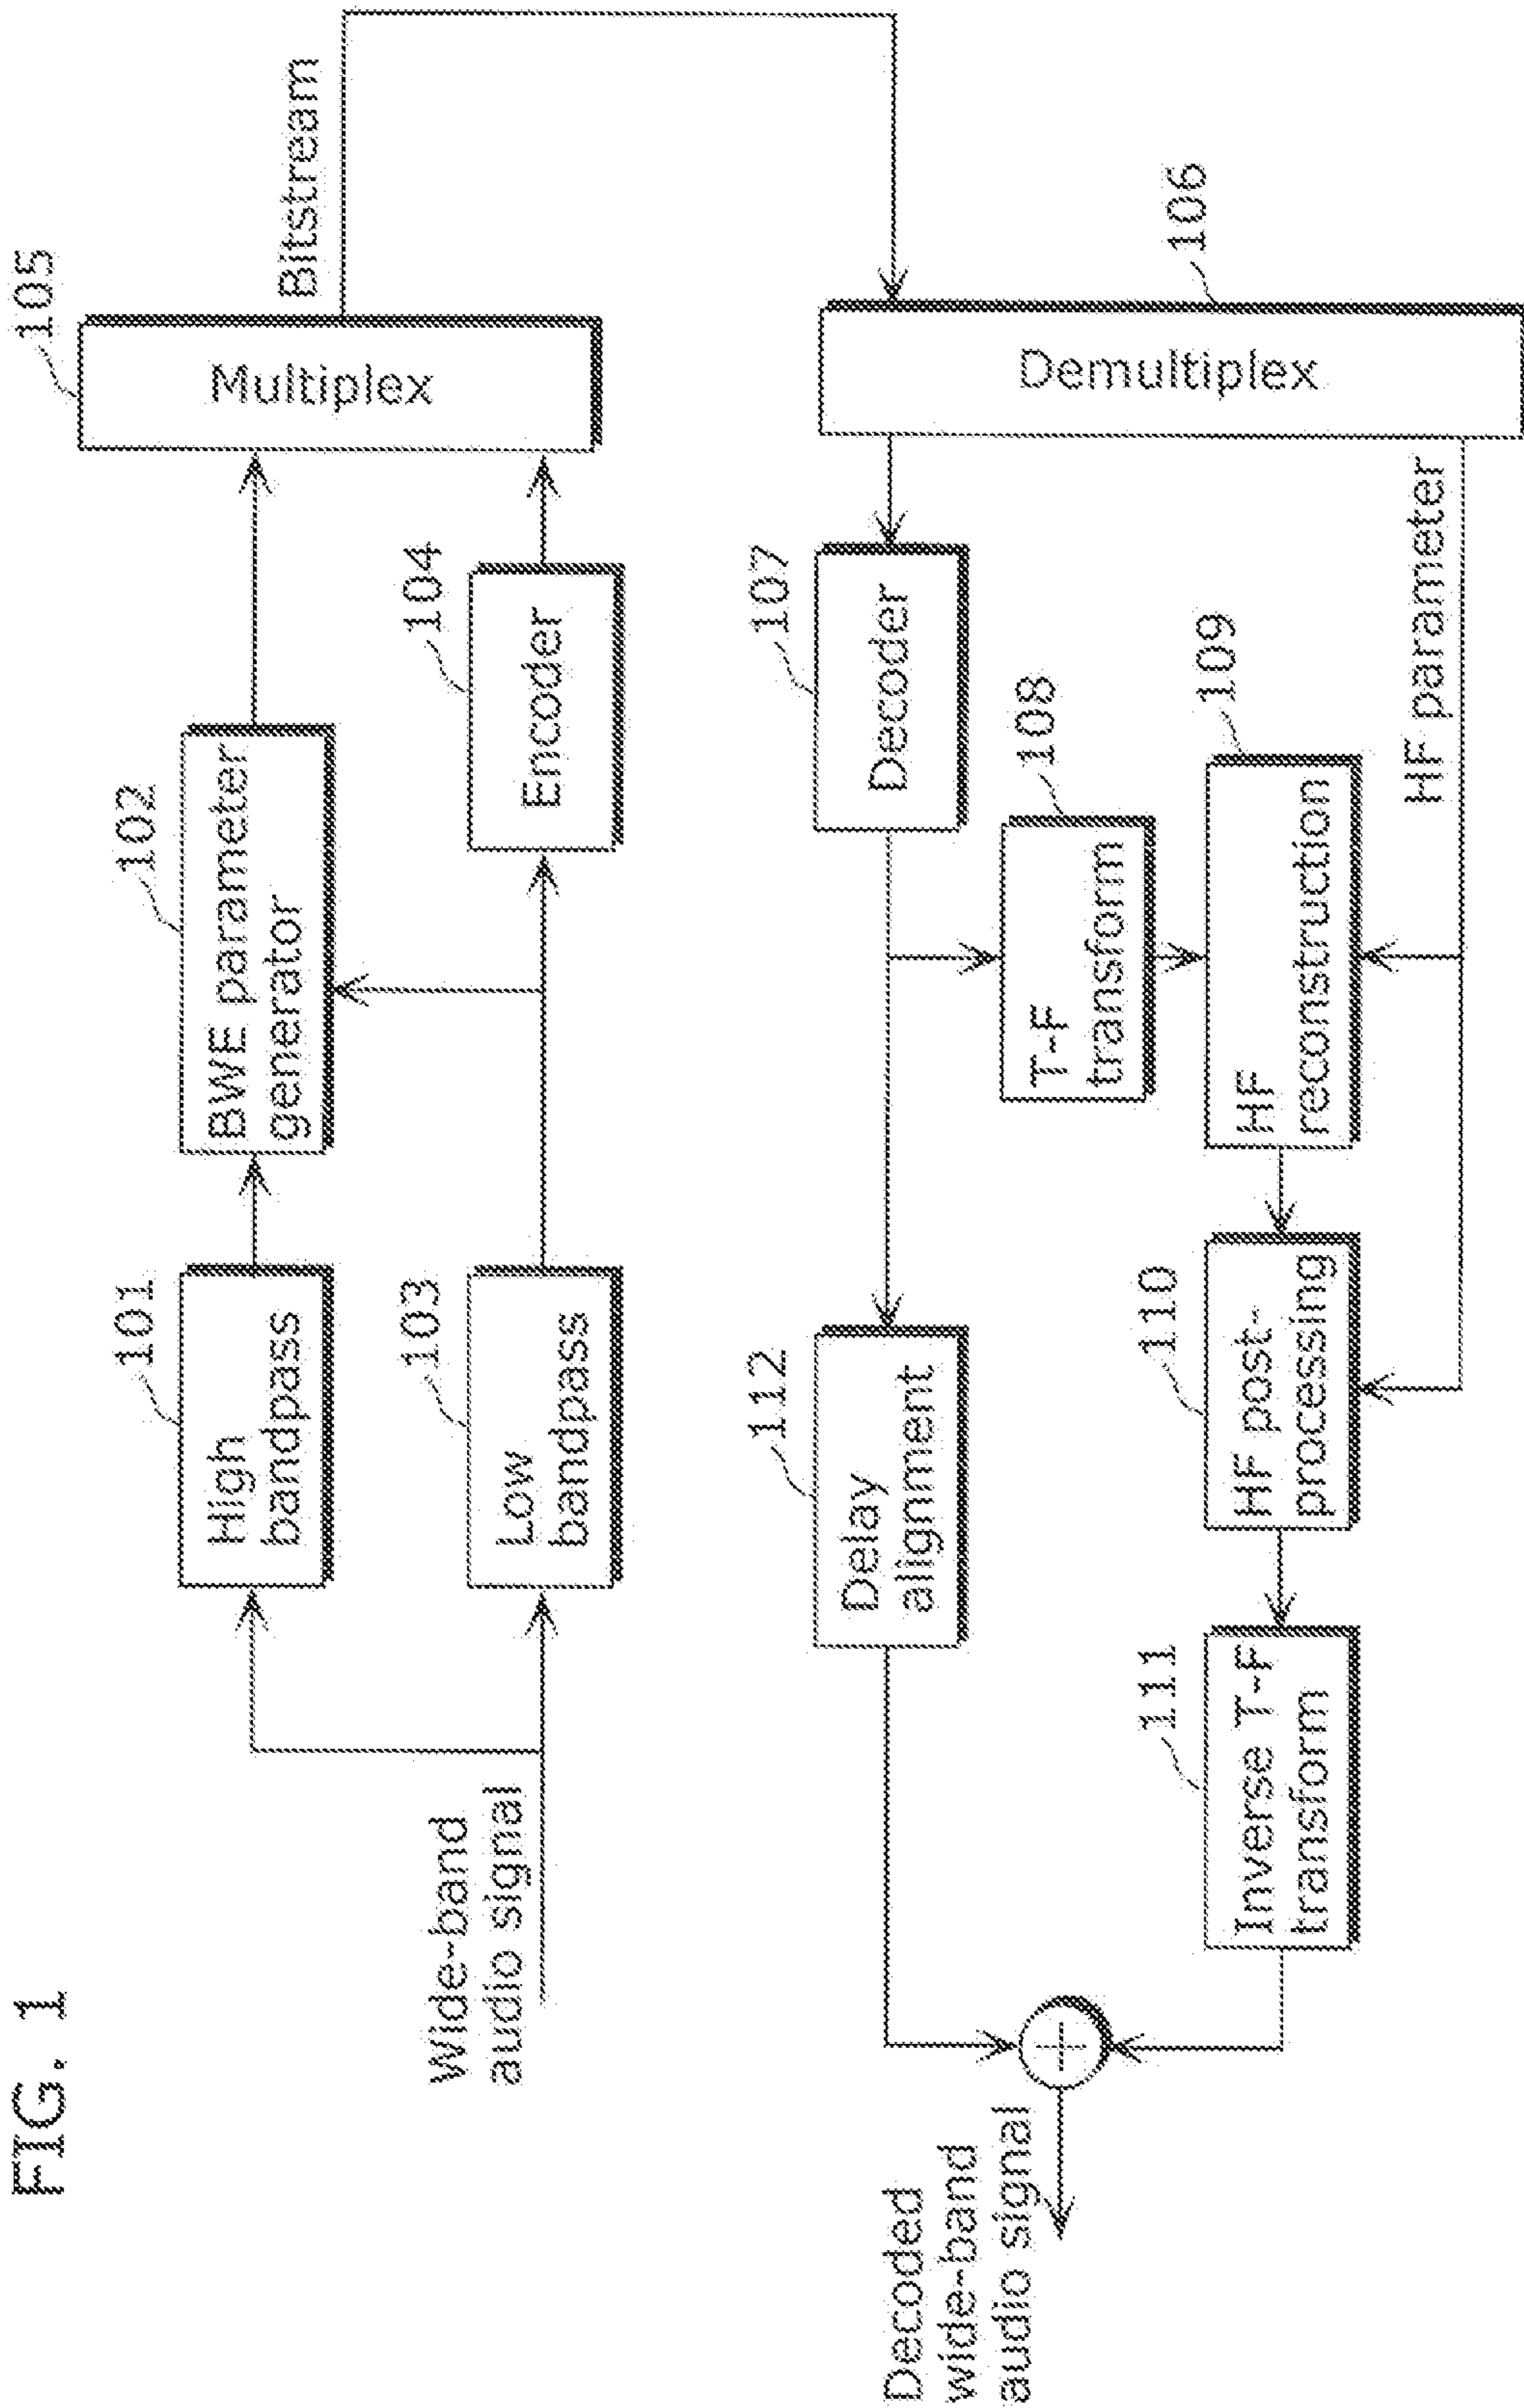 FIG. 1
Wide-band
audio signal
101
High
bandpass
102
BWE parameter
generator
103
Low
bandpass
104
Encoder
105
Multiplex
Bitstream
106
Demultiplex
107
Decoder
108
T-F
transform
109
HF
reconstruction
HF parameter
110
HF post-
processing
111
Inverse T-F
transform
112
Delay
alignment
+
Decoded
wide-band
audio signal